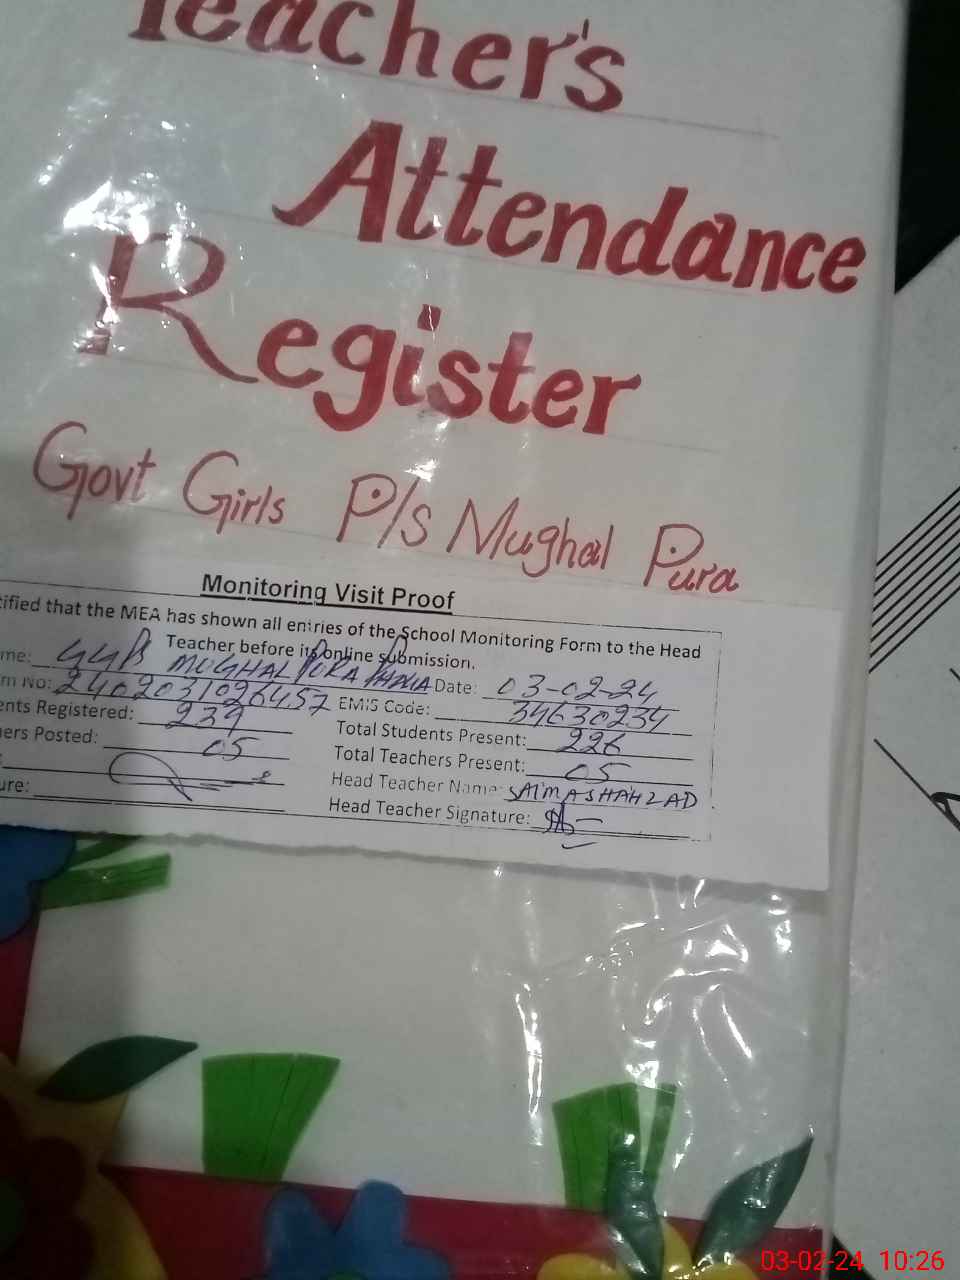 Teacher's
Attendance
Register
Govt Girls P/s Mughal Pura
Monitoring Visit Proof
tified that the MEA has shown all entries of the School Monitoring Form to the Head
Teacher before its online submission.
me: GGPS MUGHAL PURA Date: 03-02-24
m No: 2402031026457 EMIS Code: 34630234
ents Registered: 239 Total Students Present: 226
ers Posted: 05 Total Teachers Present: 05
Head Teacher Name: SAIMA SHAHZAD
ure: Head Teacher Signature:
03-02-24 10:26